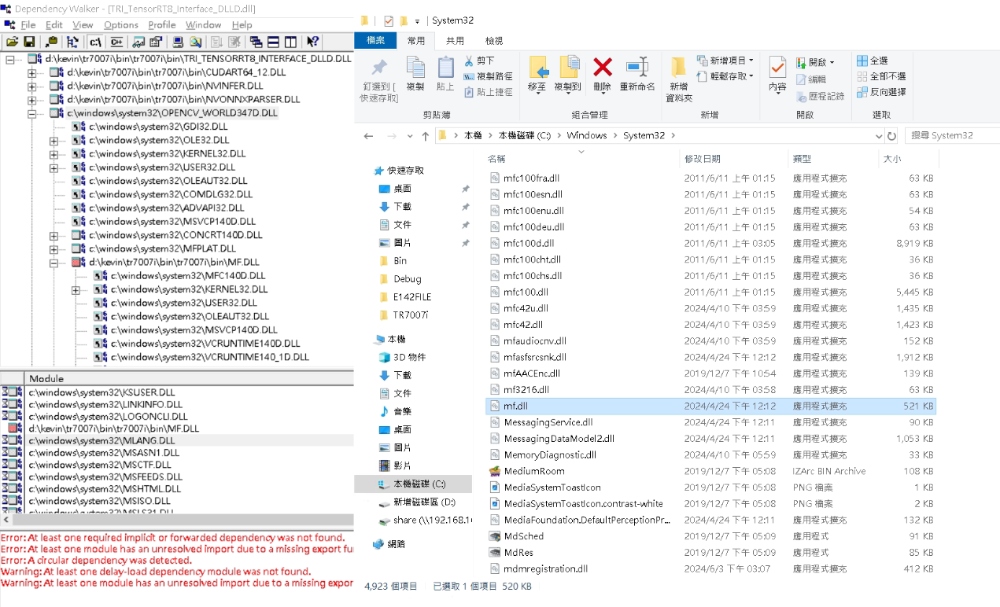 Dependency Walker - [TRI_TensorRT8_Interface_DLLD.dll]
File Edit View Options Profile Window Help
c:\ C++
d:\kevin\tr7007i\bin\tr7007i\bin\TRI_TENSORRT8_INTERFACE_DLLD.DLL
d:\kevin\tr7007i\bin\tr7007i\bin\CUDART64_12.DLL
d:\kevin\tr7007i\bin\tr7007i\bin\NVINFER.DLL
d:\kevin\tr7007i\bin\tr7007i\bin\NVONNXPARSER.DLL
c:\windows\system32\OPENCV_WORLD347D.DLL
c:\windows\system32\GDI32.DLL
c:\windows\system32\OLE32.DLL
c:\windows\system32\KERNEL32.DLL
c:\windows\system32\USER32.DLL
c:\windows\system32\OLEAUT32.DLL
c:\windows\system32\COMDLG32.DLL
c:\windows\system32\ADVAPI32.DLL
c:\windows\system32\MSVCP140D.DLL
c:\windows\system32\CONCRT140D.DLL
c:\windows\system32\MFPLAT.DLL
d:\kevin\tr7007i\bin\tr7007i\bin\MF.DLL
c:\windows\system32\MFC140D.DLL
c:\windows\system32\KERNEL32.DLL
c:\windows\system32\USER32.DLL
c:\windows\system32\OLEAUT32.DLL
c:\windows\system32\MSVCP140D.DLL
c:\windows\system32\VCRUNTIME140D.DLL
c:\windows\system32\VCRUNTIME140_1D.DLL
Module
c:\windows\system32\KSUSER.DLL
c:\windows\system32\LINKINFO.DLL
c:\windows\system32\LOGONCLI.DLL
d:\kevin\tr7007i\bin\tr7007i\bin\MF.DLL
c:\windows\system32\MLANG.DLL
c:\windows\system32\MSASN1.DLL
c:\windows\system32\MSCTF.DLL
c:\windows\system32\MSFEEDS.DLL
c:\windows\system32\MSHTML.DLL
c:\windows\system32\MSISO.DLL
c:\windows\system32\MSLS31.DLL
Error: At least one required implicit or forwarded dependency was not found.
Error: At least one module has an unresolved import due to a missing export fu
Error: A circular dependency was detected.
Warning: At least one delay-load dependency module was not found.
Warning: At least one module has an unresolved import due to a missing expor
System32
檔案 常用 共用 檢視
釘選到 [快速存取]
複製
貼上
剪下
複製路徑
貼上捷徑
剪貼簿
移至
複製到
刪除
重新命名
組合管理
新增資料夾
新增項目
輕鬆存取
新增
內容
開啟
編輯
歷程記錄
開啟
全選
全部不選
反向選擇
選取
本機 > 本機磁碟 (C:) > Windows > System32 >
搜尋 System32
快速存取
桌面
下載
文件
圖片
Bin
Debug
E142FILE
TR7007i
本機
3D 物件
下載
文件
音樂
桌面
圖片
影片
本機磁碟 (C:)
新增磁碟區 (D:)
share (\\192.168.1
網路
名稱 修改日期 類型 大小
mfc100fra.dll 2011/6/11 上午 01:15 應用程式擴充 63 KB
mfc100esn.dll 2011/6/11 上午 01:15 應用程式擴充 63 KB
mfc100enu.dll 2011/6/11 上午 01:15 應用程式擴充 54 KB
mfc100deu.dll 2011/6/11 上午 01:15 應用程式擴充 63 KB
mfc100d.dll 2011/6/11 上午 03:05 應用程式擴充 8,919 KB
mfc100cht.dll 2011/6/11 上午 01:15 應用程式擴充 36 KB
mfc100chs.dll 2011/6/11 上午 01:15 應用程式擴充 36 KB
mfc100.dll 2011/6/11 上午 01:15 應用程式擴充 5,445 KB
mfc42u.dll 2024/4/10 下午 03:59 應用程式擴充 1,435 KB
mfc42.dll 2024/4/10 下午 03:59 應用程式擴充 1,423 KB
mfaudiocnv.dll 2024/4/10 下午 03:59 應用程式擴充 152 KB
mfasfsrcsnk.dll 2024/4/24 下午 12:12 應用程式擴充 1,912 KB
mfAACEnc.dll 2019/12/7 下午 10:54 應用程式擴充 139 KB
mf3216.dll 2024/4/10 下午 03:58 應用程式擴充 63 KB
mf.dll 2024/4/24 下午 12:12 應用程式擴充 521 KB
MessagingService.dll 2024/4/24 下午 12:11 應用程式擴充 90 KB
MessagingDataModel2.dll 2024/4/24 下午 12:11 應用程式擴充 1,053 KB
MemoryDiagnostic.dll 2024/4/10 下午 05:59 應用程式擴充 33 KB
MediumRoom 2019/12/7 下午 05:08 IZArc BIN Archive 108 KB
MediaSystemToastIcon 2019/12/7 下午 05:08 PNG 檔案 1 KB
MediaSystemToastIcon.contrast-white 2019/12/7 下午 05:08 PNG 檔案 2 KB
MediaFoundation.DefaultPerceptionPr... 2024/4/24 下午 12:11 應用程式擴充 132 KB
MdSched 2019/12/7 下午 05:09 應用程式 91 KB
MdRes 2019/12/7 下午 05:09 應用程式 85 KB
mdmregistration.dll 2024/6/3 下午 03:07 應用程式擴充 412 KB
4,923 個項目 已選取 1 個項目 520 KB